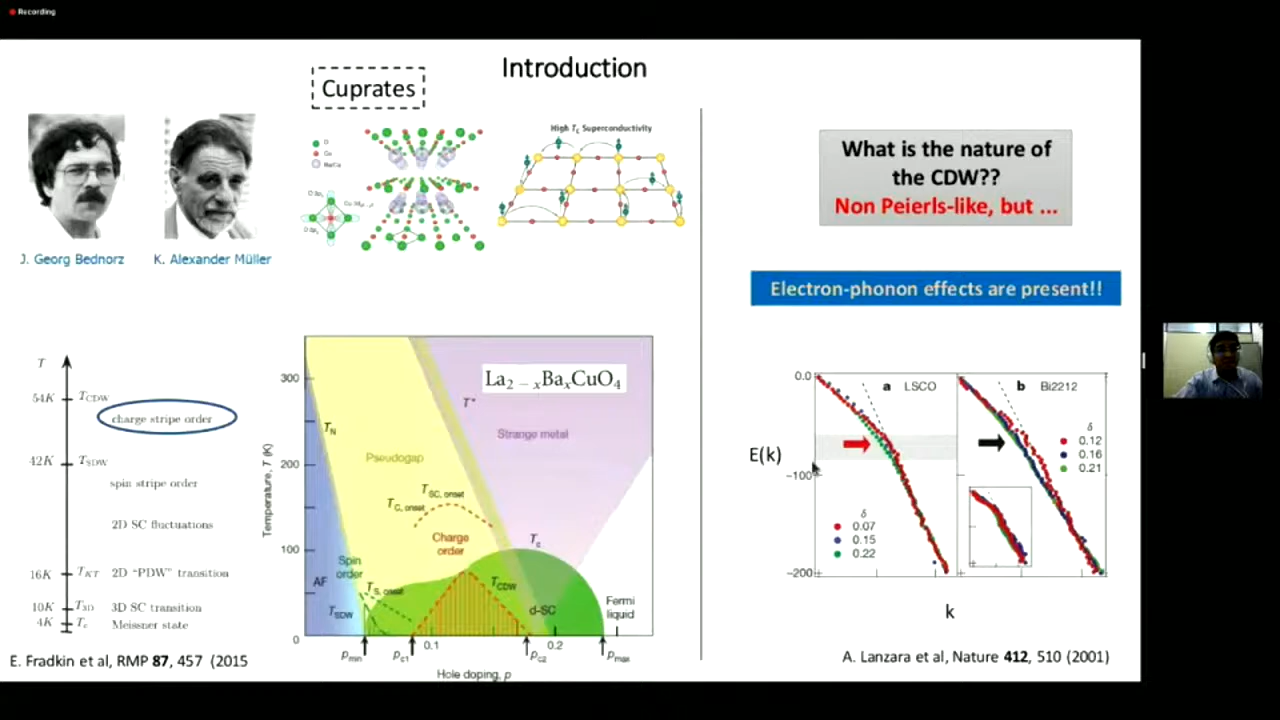 Recording
Introduction
Cuprates
J. Georg Bednorz
K. Alexander Müller
O
Cu
High Tc Superconductivity
What is the nature of
the CDW??
Non Peierls-like, but ...
Electron-phonon effects are present!!
T
54K T_CDW
charge stripe order
42K T_SDW
spin stripe order
2D SC fluctuations
16K T_KT 2D "PDW" transition
10K T_3D 3D SC transition
4K T_c Meissner state
E. Fradkin et al, RMP 87, 457 (2015
La2−xBaxCuO4
Temperature, T (K)
300
200
100
0
T_N
T*
Strange metal
Pseudogap
T_SC, onset
T_C, onset
Charge
order
T_c
Spin
order
AF
T_S, onset
T_CDW
T_SDW
d-SC
Fermi
liquid
0.1
0.2
p_min
p_c1
p_c2
p_max
Hole doping, p
0.0
a LSCO
b Bi2212
δ
0.12
0.16
0.21
E(k)
−100
δ
0.07
0.15
0.22
−200
k
A. Lanzara et al, Nature 412, 510 (2001)